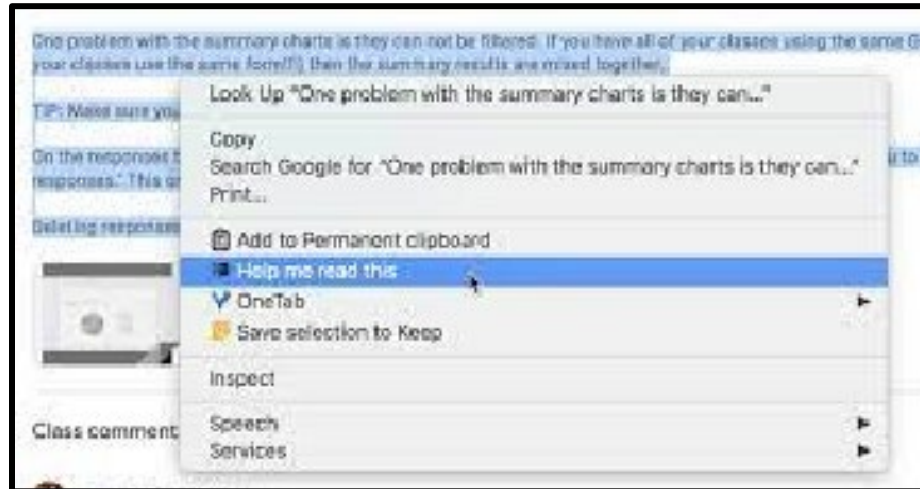 One problem with the summary charts is they can not be filtered. If you have all of your classes using the same
your classes use the same form!!!) then the summary results are mixed together.
Look Up "One problem with the summary charts is they can..."
TIP: Make sure you
Copy
On the responses
Search Google for "One problem with the summary charts is they can..."
u to
responses." This
Print...
Deleting responses
Add to Permanent clipboard
Help me read this
OneTab
Save selection to Keep
Inspect
Class comment
Speech
Services